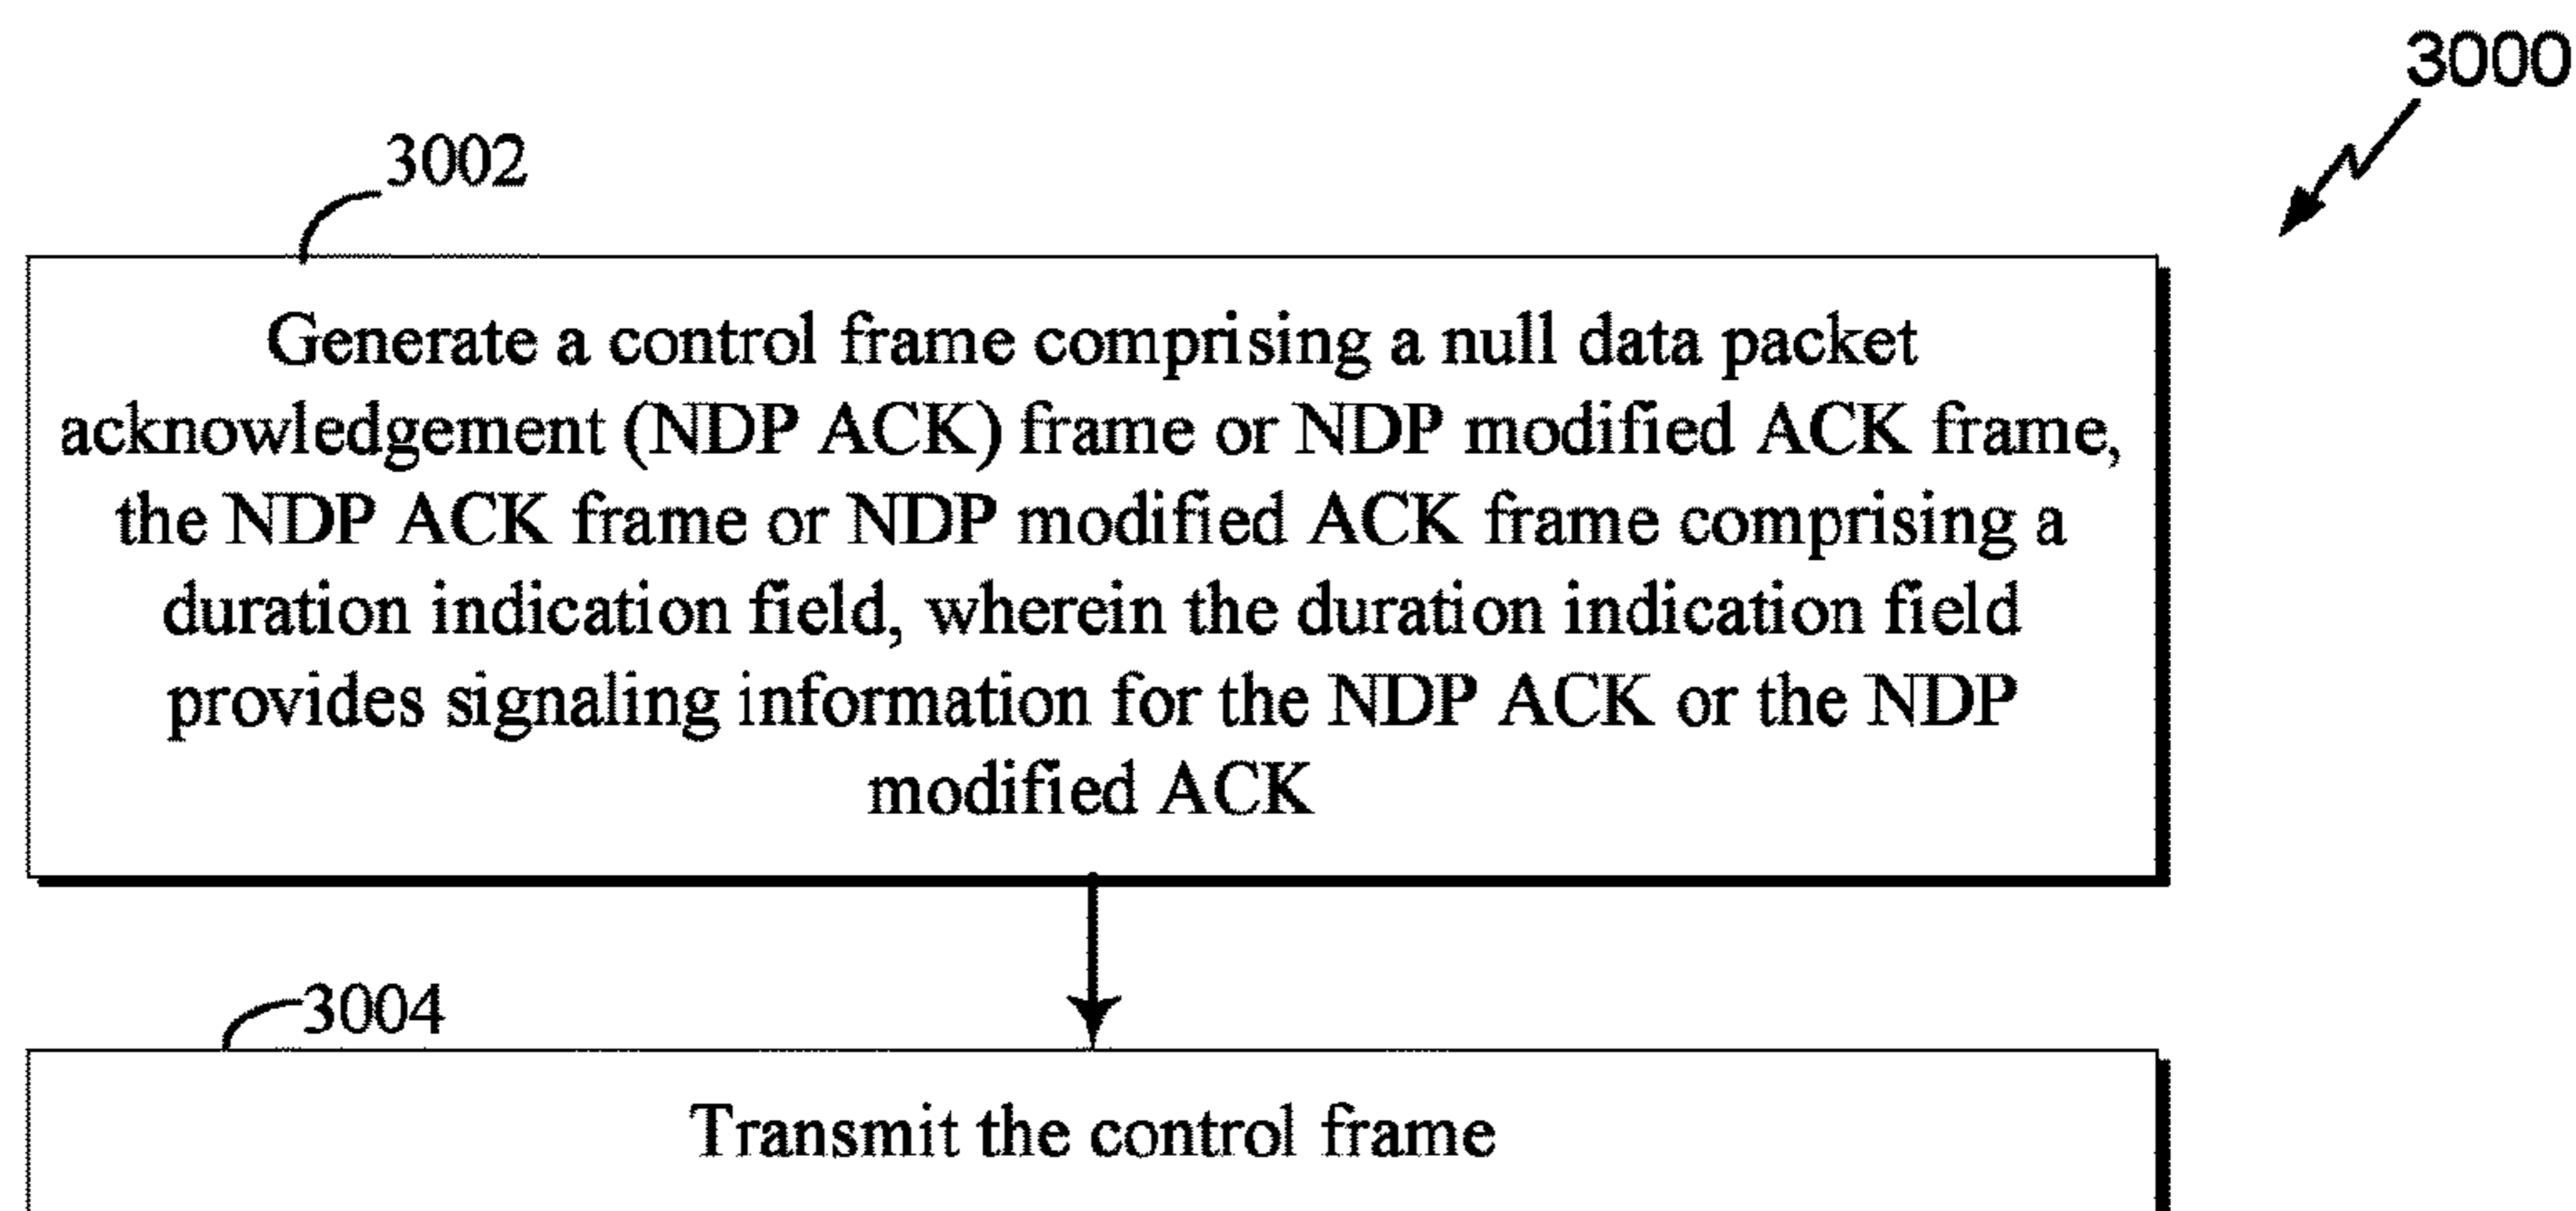 3000
3002
Generate a control frame comprising a null data packet
acknowledgement (NDP ACK) frame or NDP modified ACK frame,
the NDP ACK frame or NDP modified ACK frame comprising a
duration indication field, wherein the duration indication field
provides signaling information for the NDP ACK or the NDP
modified ACK
3004
Transmit the control frame